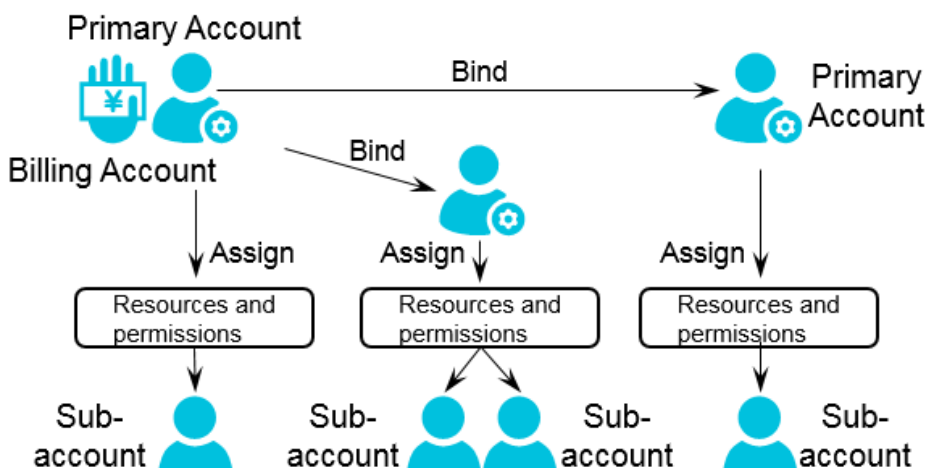 Primary Account
Bind
Primary
Account
¥
Bind
Billing Account
Assign
Assign
Assign
Resources and
permissions
Resources and
permissions
Resources and
permissions
Sub-
account
Sub-
account
Sub-
account
Sub-
account